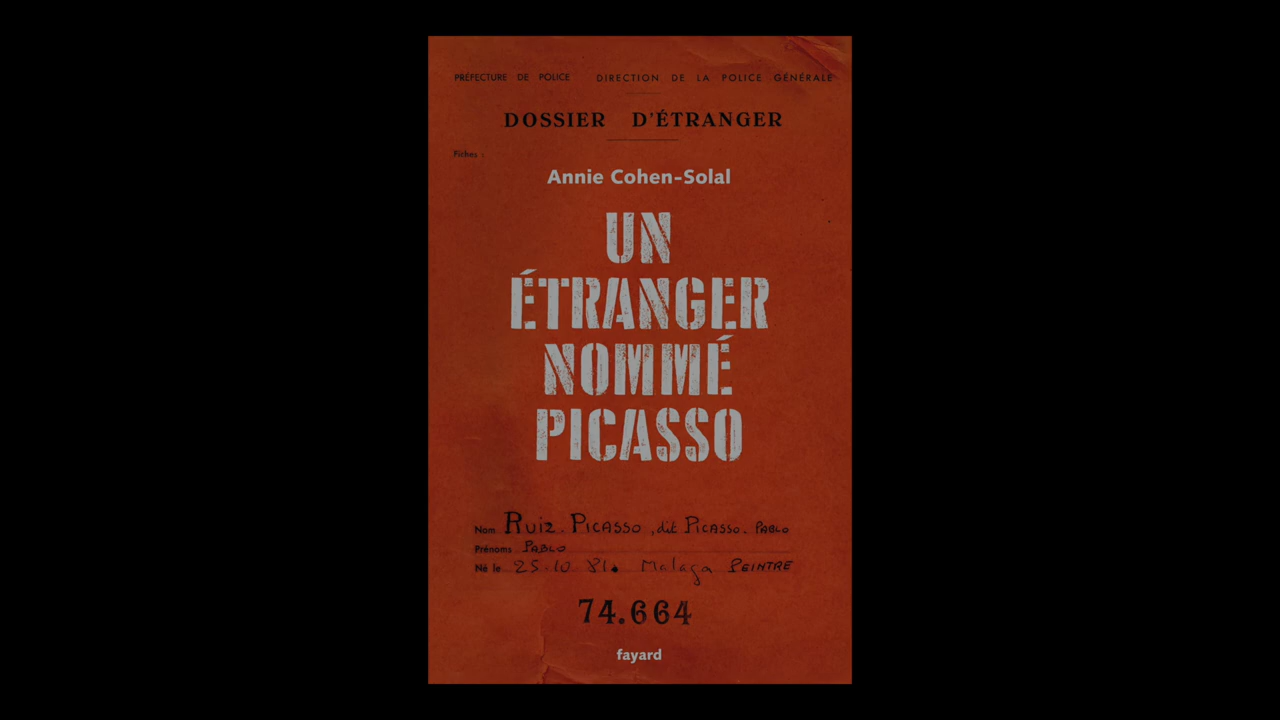 PRÉFECTURE DE POLICE DIRECTION DE LA POLICE GÉNÉRALE
DOSSIER D'ÉTRANGER
Fiches :
Annie Cohen-Solal
UN
ÉTRANGER
NOMMÉ
PICASSO
Nom Ruiz. Picasso, dit Picasso. Pablo
Prénoms Pablo
Né le 25.10.81. Malaga PEINTRE
74.664
fayard